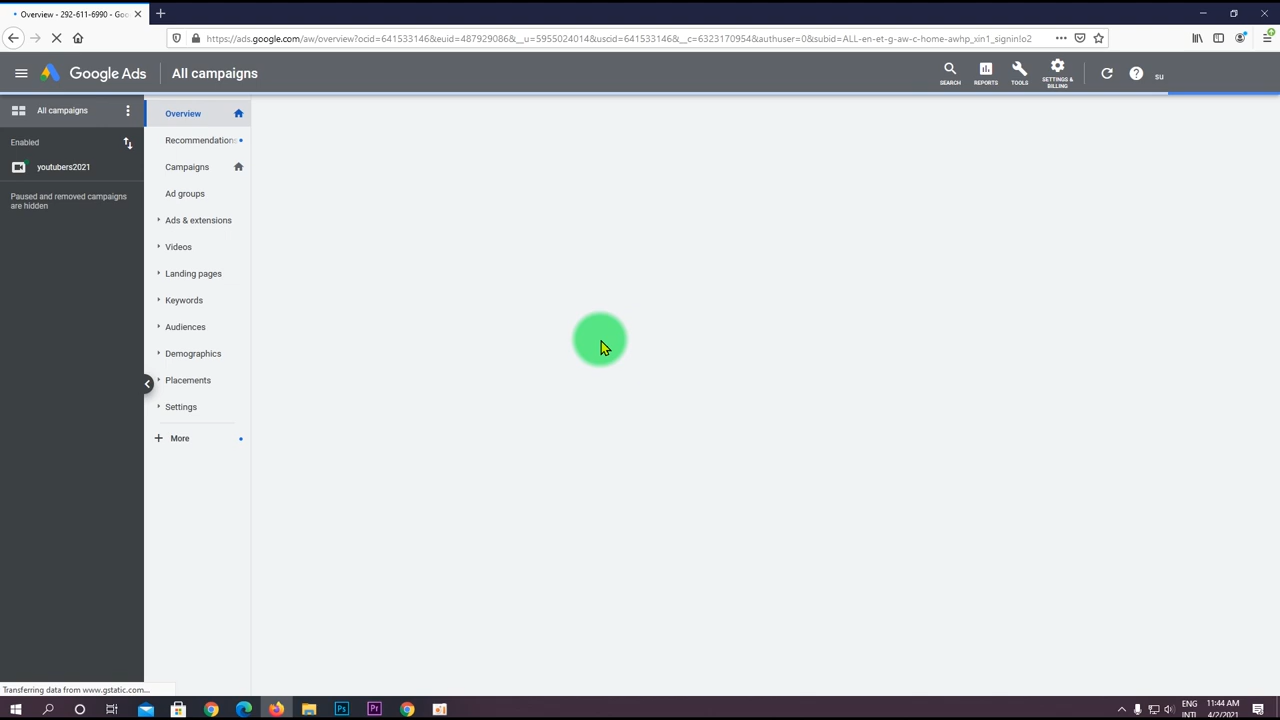 Overview - 292-611-6990 - Goo
https://ads.google.com/aw/overview?ocid=641533146&euid=487929086&__u=5955024014&uscid=641533146&__c=6323170954&authuser=0&subid=ALL-en-et-g-aw-c-home-awhp_xin1_signin!o2
Google Ads
All campaigns
SEARCH
REPORTS
TOOLS
SETTINGS &
BILLING
su
All campaigns
Enabled
youtubers2021
Paused and removed campaigns
are hidden
Overview
Recommendations
Campaigns
Ad groups
Ads & extensions
Videos
Landing pages
Keywords
Audiences
Demographics
Placements
Settings
More
Transferring data from www.gstatic.com...
Ps
Pr
ENG
INTL
11:44 AM
4/2/2021